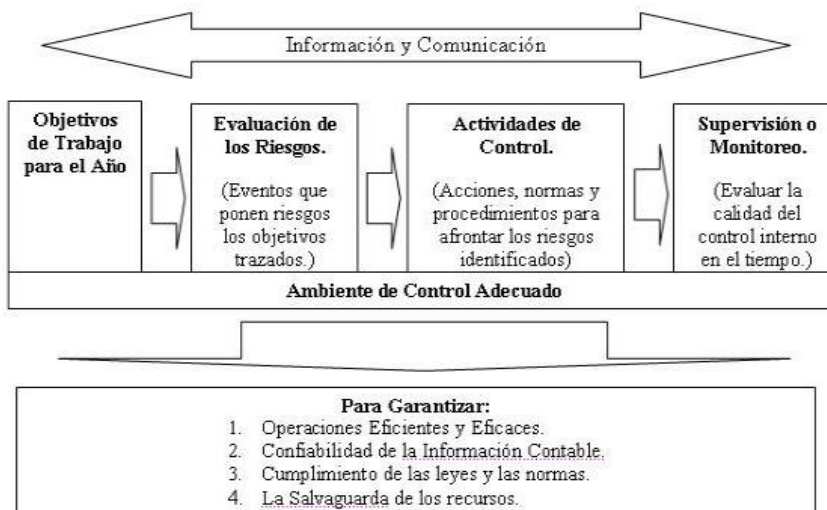 Información y Comunicación
Objetivos
de Trabajo
para el Año
Evaluación de
los Riesgos.
(Eventos que
ponen riesgos
los objetivos
trazados.)
Actividades de
Control.
(Acciones, normas y
procedimientos para
afrontar los riesgos
identificados)
Supervisión o
Monitoreo.
(Evaluar la
calidad del
control interno
en el tiempo.)
Ambiente de Control Adecuado
Para Garantizar:
1. Operaciones Eficientes y Eficaces.
2. Confiabilidad de la Información Contable.
3. Cumplimiento de las leyes y las normas.
4. La Salvaguarda de los recursos.